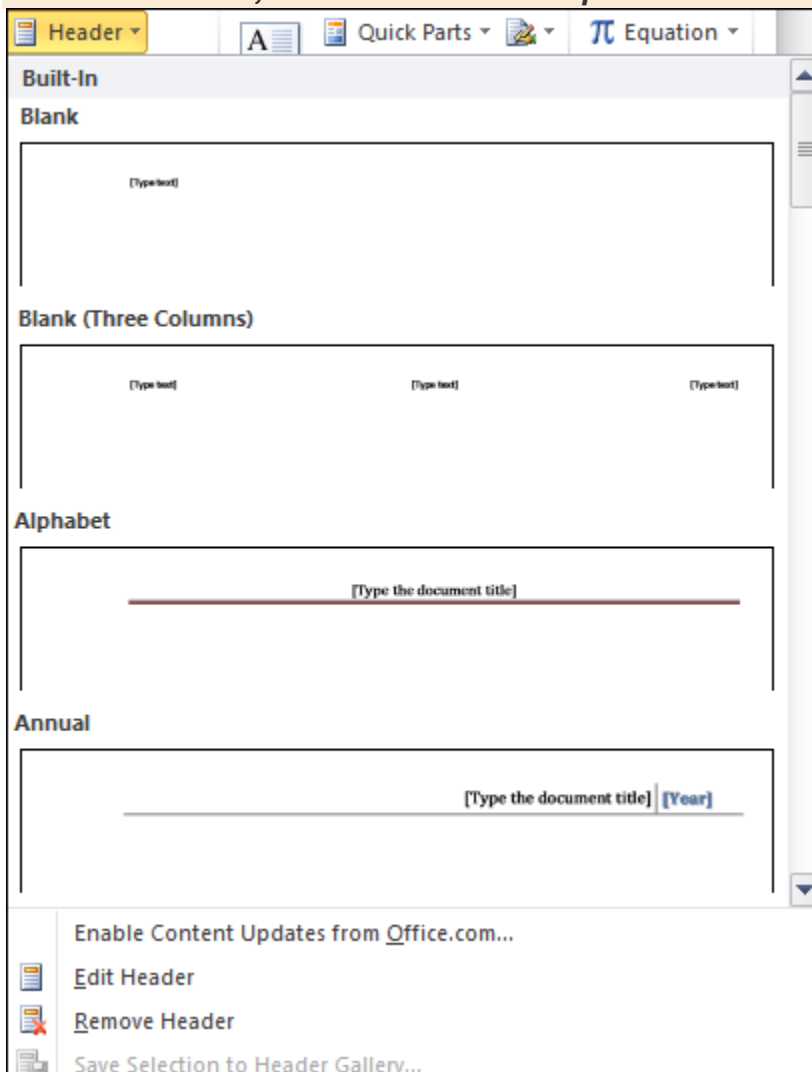 Header
A
Quick Parts
π Equation
Built-In
Blank
[Type text]
Blank (Three Columns)
[Type text] [Type text] [Type text]
Alphabet
[Type the document title]
Annual
[Type the document title] [Year]
Enable Content Updates from Office.com...
Edit Header
Remove Header
Save Selection to Header Gallery...